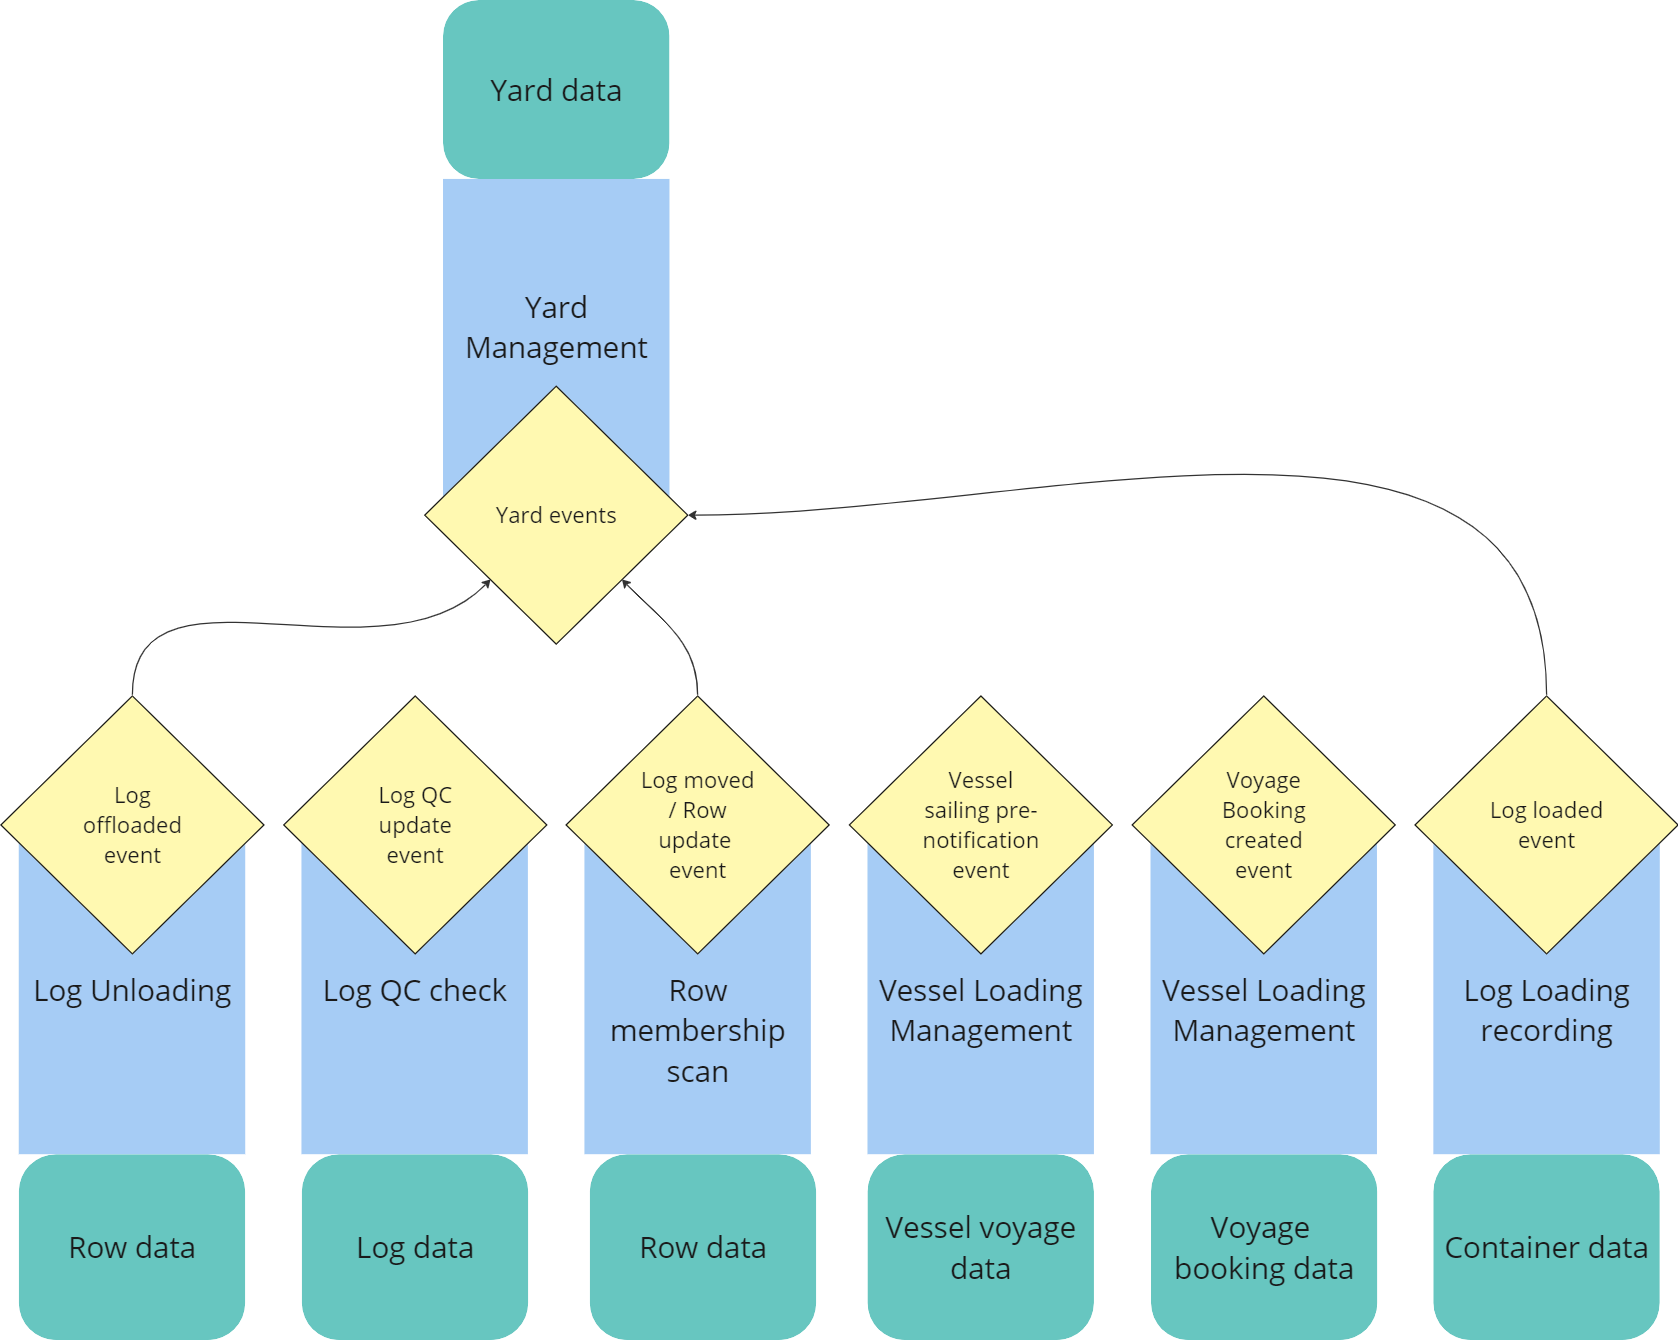 Yard data
Yard
Management
Yard events
Log
offloaded
event
Log QC
update
event
Log moved
/ Row
update
event
Vessel
sailing pre-
notification
event
Voyage
Booking
created
event
Log loaded
event
Log Unloading
Log QC check
Row
membership
scan
Vessel Loading
Management
Vessel Loading
Management
Log Loading
recording
Row data
Log data
Row data
Vessel voyage
data
Voyage
booking data
Container data